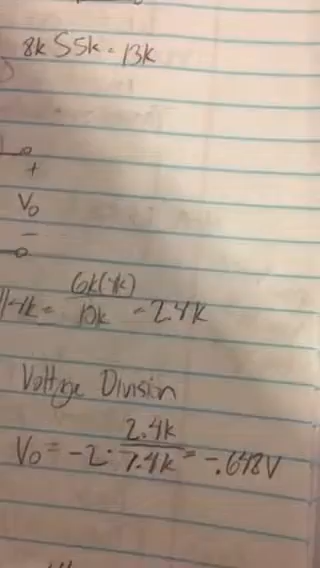 8k S 5k = 13k
+
Vo
-
6k(4k)
||4k = 10k = 2.4k
Voltage Division
2.4k
Vo = -2 · 7.4k = -.648V